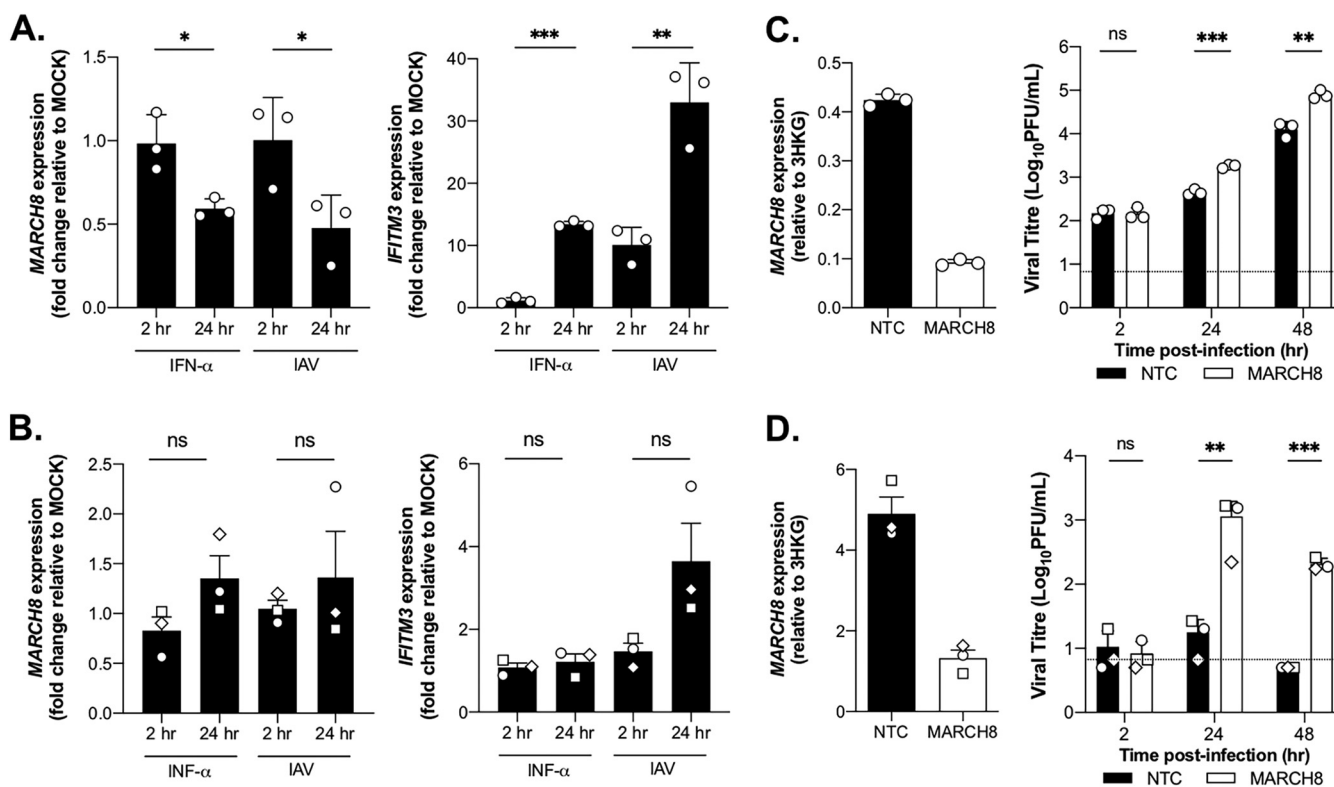 A.
MARCH8 expression
(fold change relative to MOCK)
1.5
1.0
0.5
0.0
*
*
2 hr 24 hr 2 hr 24 hr
IFN-α IAV
IFITM3 expression
(fold change relative to MOCK)
40
30
20
10
0
***
**
2 hr 24 hr 2 hr 24 hr
IFN-α IAV
C.
MARCH8 expression
(relative to 3HKG)
0.5
0.4
0.3
0.2
0.1
0.0
NTC MARCH8
Viral Titre (Log10PFU/mL)
6
5
4
3
2
1
0
ns
***
**
2 24 48
Time post-infection (hr)
NTC MARCH8
B.
MARCH8 expression
(fold change relative to MOCK)
2.5
2.0
1.5
1.0
0.5
0.0
ns
ns
2 hr 24 hr 2 hr 24 hr
INF-α IAV
IFITM3 expression
(fold change relative to MOCK)
6
4
2
0
ns
ns
2 hr 24 hr 2 hr 24 hr
INF-α IAV
D.
MARCH8 expression
(relative to 3HKG)
6
4
2
0
NTC MARCH8
Viral Titre (Log10PFU/mL)
4
3
2
1
0
ns
**
***
2 24 48
Time post-infection (hr)
NTC MARCH8